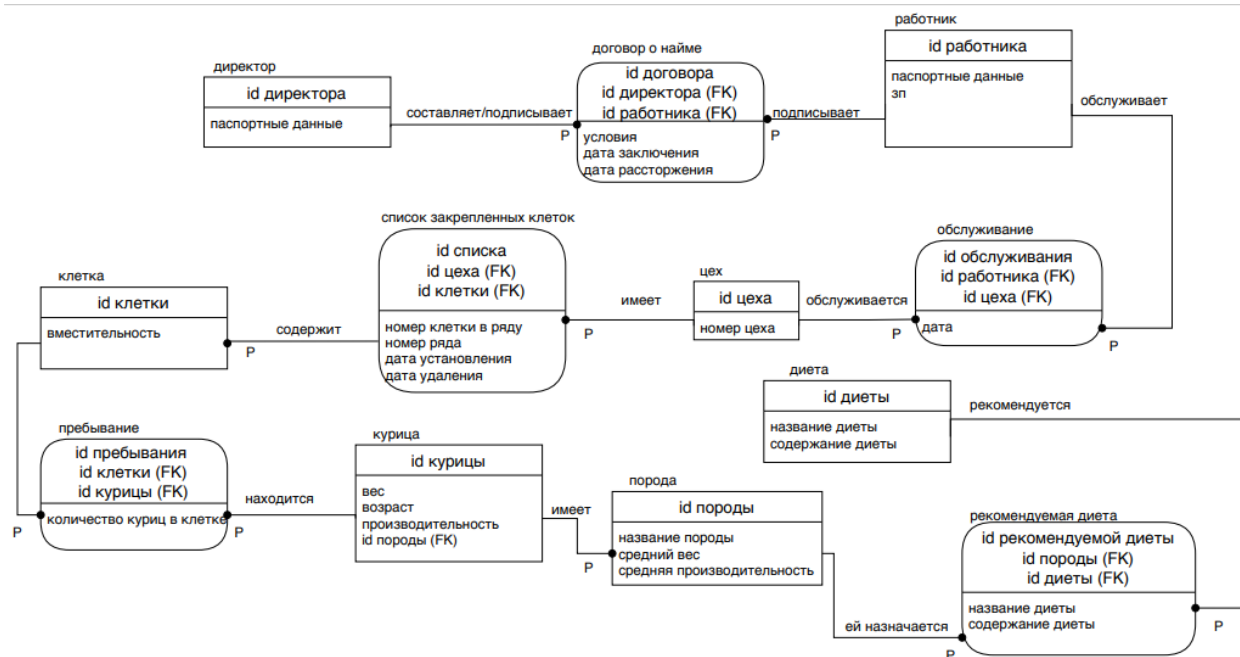 работник
id работника
паспортные данные
зп
обслуживает
договор о найме
id договора
id директора (FK)
id работника (FK)
условия
дата заключения
дата рассторжения
директор
id директора
паспортные данные
составляет/подписывает
P
P
подписывает
список закрепленных клеток
id списка
id цеха (FK)
id клетки (FK)
номер клетки в ряду
номер ряда
дата установления
дата удаления
обслуживание
id обслуживания
id работника (FK)
id цеха (FK)
дата
P
P
клетка
id клетки
вместительность
содержит
P
имеет
P
цех
id цеха
номер цеха
обслуживается
диета
id диеты
название диеты
содержание диеты
рекомендуется
пребывание
id пребывания
id клетки (FK)
id курицы (FK)
количество куриц в клетке
P
P
находится
курица
id курицы
вес
возраст
производительность
id породы (FK)
имеет
P
порода
id породы
название породы
средний вес
средняя производительность
рекомендуемая диета
id рекомендуемой диеты
id породы (FK)
id диеты (FK)
название диеты
содержание диеты
ей назначается
P
P